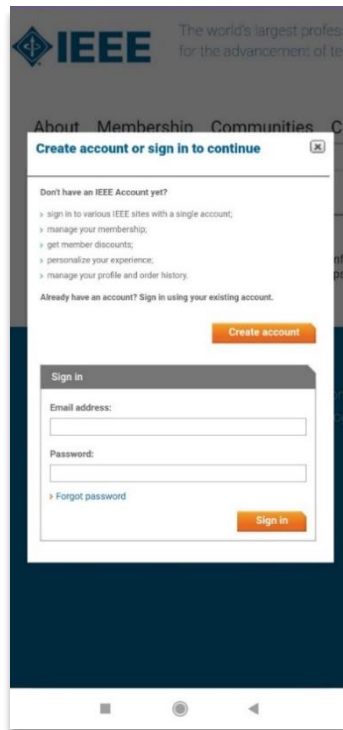 IEEE
The world's largest profes
for the advancement of te
About Membership Communities C
Create account or sign in to continue
Don't have an IEEE Account yet?
sign in to various IEEE sites with a single account;
manage your membership;
get member discounts;
personalize your experience;
manage your profile and order history.
Already have an account? Sign in using your existing account.
Create account
Sign in
Email address:
Password:
Forgot password
Sign in